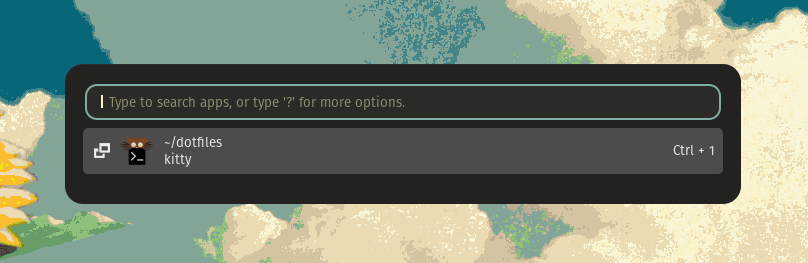 Type to search apps, or type '?' for more options.
~/dotfiles
kitty
Ctrl + 1